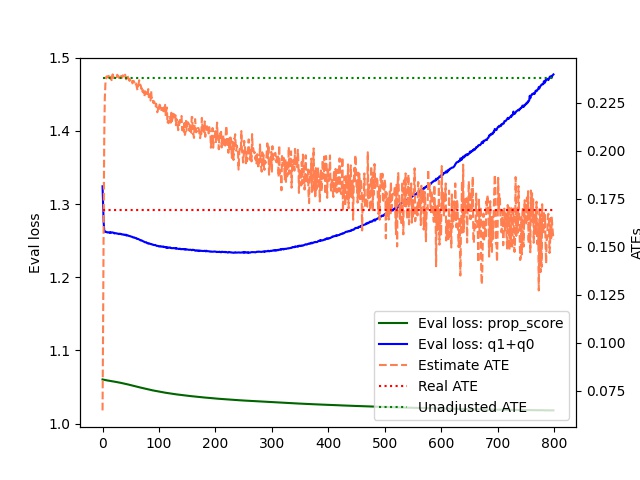 1.5
1.4
1.3
1.2
1.1
1.0
Eval loss
0.225
0.200
0.175
0.150
0.125
0.100
0.075
ATEs
Eval loss: prop_score
Eval loss: q1+q0
Estimate ATE
Real ATE
Unadjusted ATE
0 100 200 300 400 500 600 700 800